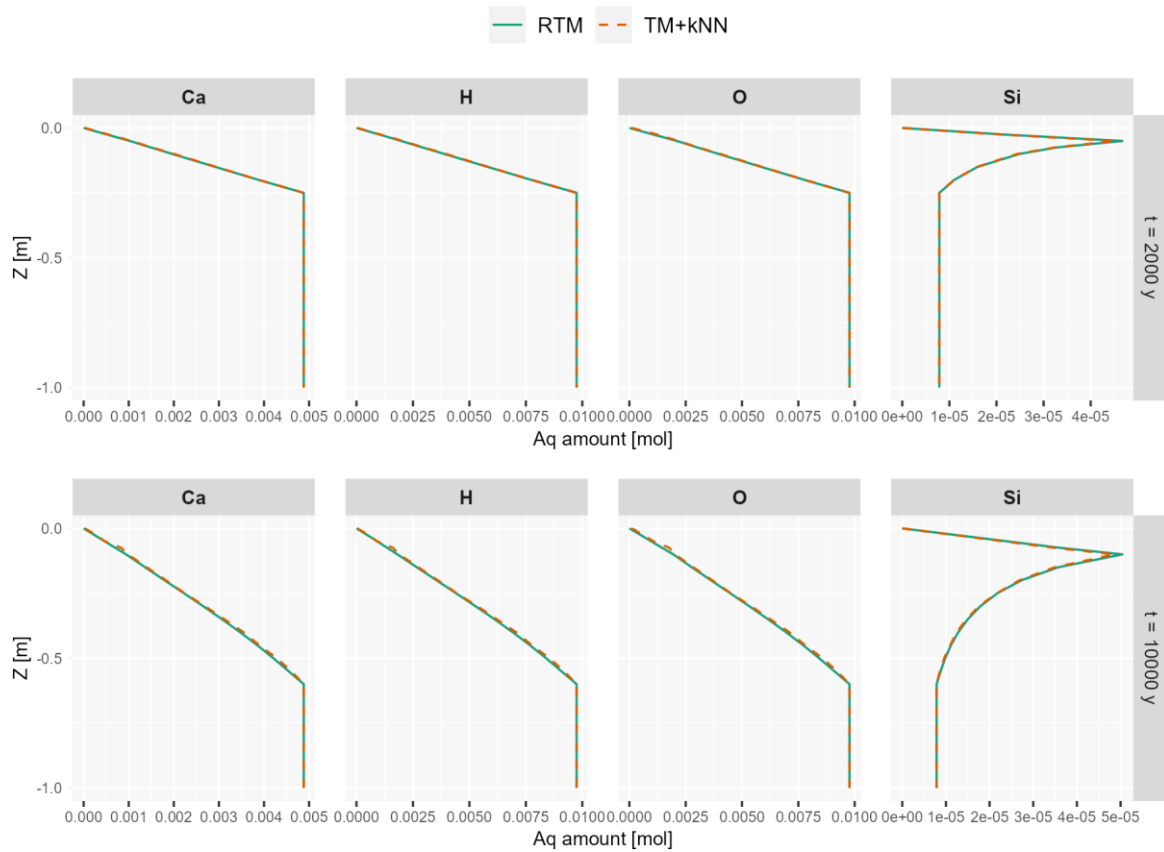 RTM TM+kNN
Ca H O Si
0.0
-0.5
-1.0
Z [m]
t = 2000 y
0.000 0.001 0.002 0.003 0.004 0.005 0.0000 0.0025 0.0050 0.0075 0.0100 0.0000 0.0025 0.0050 0.0075 0.0100 0e+00 1e-05 2e-05 3e-05 4e-05
Aq amount [mol]
Ca H O Si
0.0
-0.5
-1.0
Z [m]
t = 10000 y
0.000 0.001 0.002 0.003 0.004 0.005 0.0000 0.0025 0.0050 0.0075 0.0100 0.0000 0.0025 0.0050 0.0075 0.0100 0e+00 1e-05 2e-05 3e-05 4e-05 5e-05
Aq amount [mol]